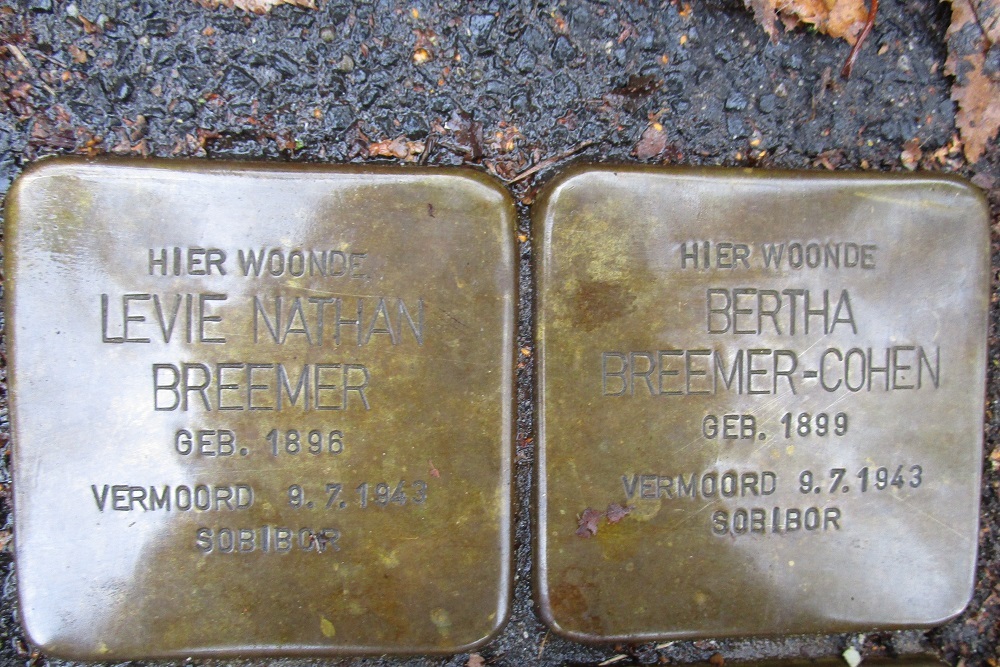 HIER WOONDE
LEVIE NATHAN
BREEMER
GEB. 1896
VERMOORD 9.7.1943
SOBIBOR
HIER WOONDE
BERTHA
BREEMER-COHEN
GEB. 1899
VERMOORD 9.7.1943
SOBIBOR